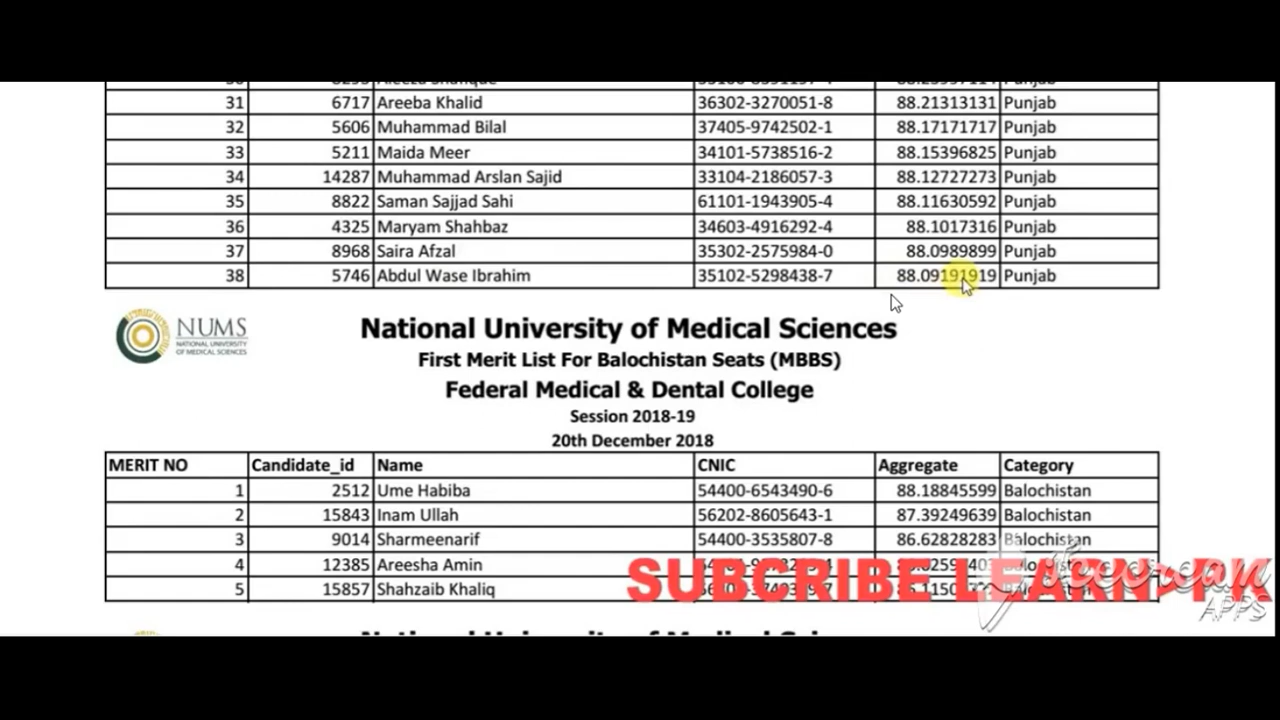 31 6717 Areeba Khalid 36302-3270051-8 88.21313131 Punjab
32 5606 Muhammad Bilal 37405-9742502-1 88.17171717 Punjab
33 5211 Maida Meer 34101-5738516-2 88.15396825 Punjab
34 14287 Muhammad Arslan Sajid 33104-2186057-3 88.12727273 Punjab
35 8822 Saman Sajjad Sahi 61101-1943905-4 88.11630592 Punjab
36 4325 Maryam Shahbaz 34603-4916292-4 88.1017316 Punjab
37 8968 Saira Afzal 35302-2575984-0 88.0989899 Punjab
38 5746 Abdul Wase Ibrahim 35102-5298438-7 88.09191919 Punjab
NUMS
NATIONAL UNIVERSITY
OF MEDICAL SCIENCES
National University of Medical Sciences
First Merit List For Balochistan Seats (MBBS)
Federal Medical & Dental College
Session 2018-19
20th December 2018
MERIT NO Candidate_id Name CNIC Aggregate Category
1 2512 Ume Habiba 54400-6543490-6 88.18845599 Balochistan
2 15843 Inam Ullah 56202-8605643-1 87.39249639 Balochistan
3 9014 Sharmeenarif 54400-3535807-8 86.62828283 Balochistan
4 12385 Areesha Amin
5 15857 Shahzaib Khaliq
SUBCRIBE LEARN>PK
APPS